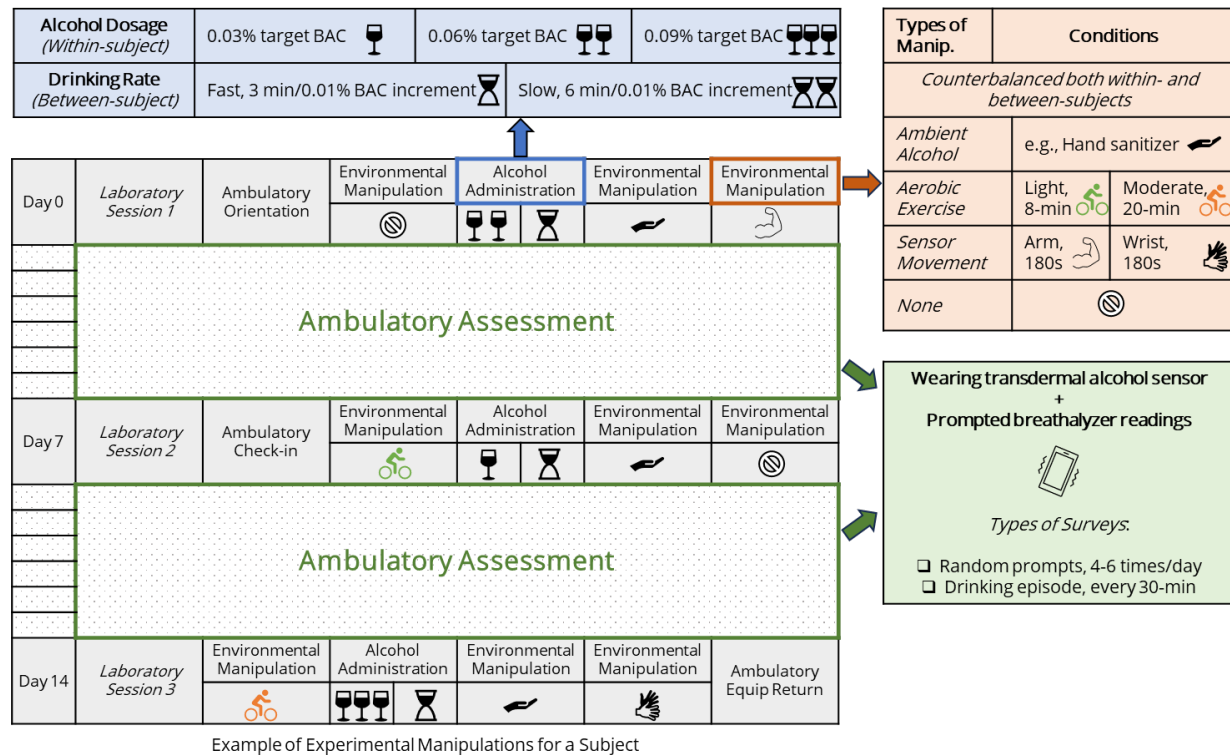 Alcohol Dosage
(Within-subject)
0.03% target BAC
0.06% target BAC
0.09% target BAC
Drinking Rate
(Between-subject)
Fast, 3 min/0.01% BAC increment
Slow, 6 min/0.01% BAC increment
Types of
Manip.
Conditions
Counterbalanced both within- and
between-subjects
Ambient
Alcohol
e.g., Hand sanitizer
Aerobic
Exercise
Light,
8-min
Moderate,
20-min
Sensor
Movement
Arm,
180s
Wrist,
180s
None
Day 0
Laboratory
Session 1
Ambulatory
Orientation
Environmental
Manipulation
Alcohol
Administration
Environmental
Manipulation
Environmental
Manipulation
Ambulatory Assessment
Day 7
Laboratory
Session 2
Ambulatory
Check-in
Environmental
Manipulation
Alcohol
Administration
Environmental
Manipulation
Environmental
Manipulation
Ambulatory Assessment
Day 14
Laboratory
Session 3
Environmental
Manipulation
Alcohol
Administration
Environmental
Manipulation
Environmental
Manipulation
Ambulatory
Equip Return
Wearing transdermal alcohol sensor
+
Prompted breathalyzer readings
Types of Surveys:
❑ Random prompts, 4-6 times/day
❑ Drinking episode, every 30-min
Example of Experimental Manipulations for a Subject